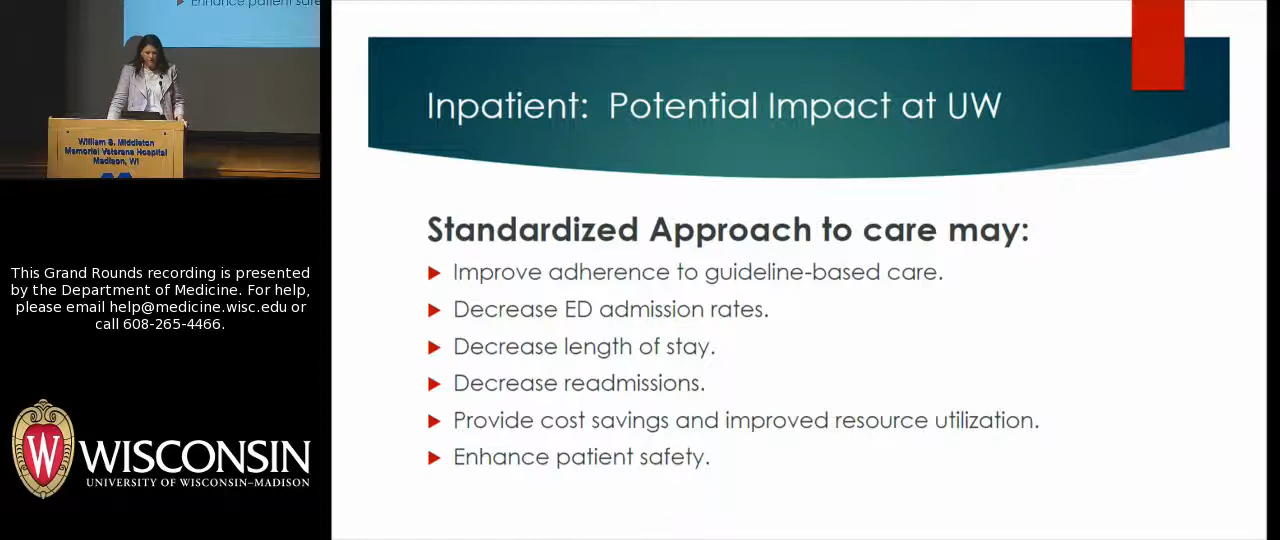 Enhance patient safe
William S. Middleton
Memorial Veterans Hospital
Madison, WI
This Grand Rounds recording is presented
by the Department of Medicine. For help,
please email help@medicine.wisc.edu or
call 608-265-4466.
W
WISCONSIN
UNIVERSITY OF WISCONSIN–MADISON
Inpatient: Potential Impact at UW
Standardized Approach to care may:
Improve adherence to guideline-based care.
Decrease ED admission rates.
Decrease length of stay.
Decrease readmissions.
Provide cost savings and improved resource utilization.
Enhance patient safety.